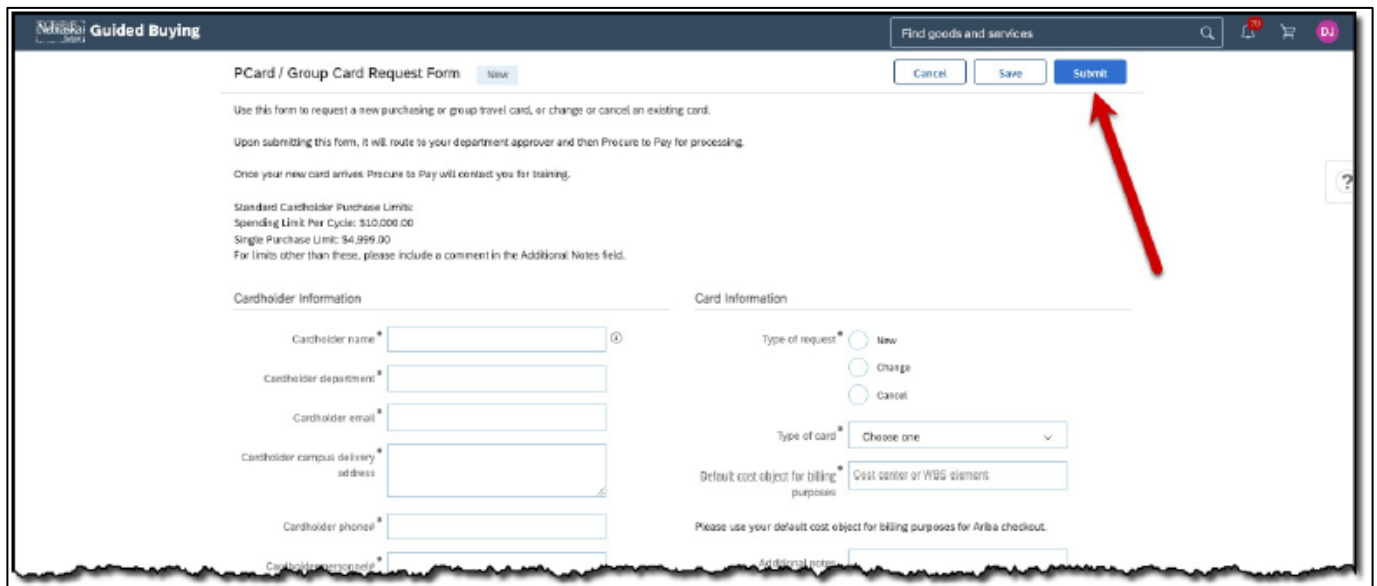 Nebraska Guided Buying
Find goods and services
70
DJ
PCard / Group Card Request Form
New
Cancel
Save
Submit
Use this form to request a new purchasing or group travel card, or change or cancel an existing card.
Upon submitting this form, it will route to your department approver and then Procure to Pay for processing.
Once your new card arrives Procure to Pay will contact you for training.
?
Standard Cardholder Purchase Limits:
Spending Limit Per Cycle: $10,000.00
Single Purchase Limit: $4,999.00
For limits other than these, please include a comment in the Additional Notes field.
Cardholder Information
Cardholder name*
Cardholder department*
Cardholder email*
Cardholder campus delivery*
address
Cardholder phone#*
Cardholder personnel#*
Card Information
Type of request*
New
Change
Cancel
Type of card*
Choose one
Default cost object for billing*
purposes
Cost center or WBS element
Please use your default cost object for billing purposes for Ariba checkout.
Additional notes